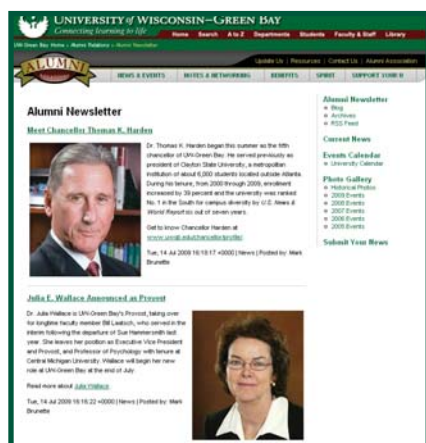 UNIVERSITY of WISCONSIN–GREEN BAY
Connecting learning to life
Home Search A to Z Departments Students Faculty & Staff Library
UW-Green Bay Home > Alumni Relations > Alumni Newsletter
Update Us | Resources | Contact Us | Alumni Association
ALUMNI
NEWS & EVENTS NOTES & NETWORKING BENEFITS SPIRIT SUPPORT YOUR U
Alumni Newsletter
Meet Chancellor Thomas K. Harden
Dr. Thomas K. Harden began this summer as the fifth
chancellor of UW-Green Bay. He served previously as
president of Clayton State University, a metropolitan
institution of about 6,000 students located outside Atlanta.
During his tenure, from 2000 through 2009, enrollment
increased by 39 percent and the university was ranked
No. 1 in the South for campus diversity by U.S. News &
World Report six out of seven years.
Get to know Chancellor Harden at
www.uwgb.edu/chancellor/profile/
Tue, 14 Jul 2009 16:18:17 +0000 | News | Posted by: Mark
Brunette
Julia E. Wallace Announced as Provost
Dr. Julia Wallace is UW-Green Bay's Provost, taking over
for longtime faculty member Bill Laatsch, who served in the
interim following the departure of Sue Hammersmith last
year. She leaves her position as Executive Vice President
and Provost, and Professor of Psychology with tenure at
Central Michigan University. Wallace will begin her new
role at UW-Green Bay at the end of July.
Read more about Julia Wallace.
Tue, 14 Jul 2009 16:16:22 +0000 | News | Posted by: Mark
Brunette
Alumni Newsletter
Blog
Archives
RSS Feed
Current News
Events Calendar
University Calendar
Photo Gallery
Historical Photos
2009 Events
2008 Events
2007 Events
2006 Events
2005 Events
Submit Your News